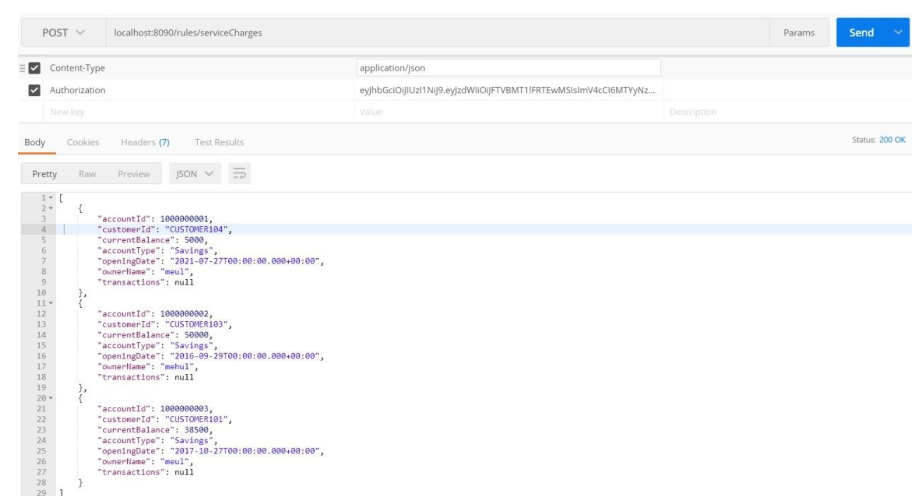 POST localhost:8090/rules/serviceCharges Params Send
Content-Type application/json
Authorization eyJhbGciOiJIUzI1NiJ9.eyJzdWIiOiJFTVBMT1lFRTEwMSIsImV4cCI6MTYyNz...
New key Value Description
Body Cookies Headers (7) Test Results Status: 200 OK
Pretty Raw Preview JSON
1 [
2 {
3 "accountId": 1000000001,
4 "customerId": "CUSTOMER104",
5 "currentBalance": 5000,
6 "accountType": "Savings",
7 "openingDate": "2021-07-27T00:00:00.000+00:00",
8 "ownerName": "meul",
9 "transactions": null
10 },
11 {
12 "accountId": 1000000002,
13 "customerId": "CUSTOMER103",
14 "currentBalance": 50000,
15 "accountType": "Savings",
16 "openingDate": "2016-09-29T00:00:00.000+00:00",
17 "ownerName": "mehul",
18 "transactions": null
19 },
20 {
21 "accountId": 1000000003,
22 "customerId": "CUSTOMER101",
23 "currentBalance": 38500,
24 "accountType": "Savings",
25 "openingDate": "2017-10-27T00:00:00.000+00:00",
26 "ownerName": "meul",
27 "transactions": null
28 }
29 ]